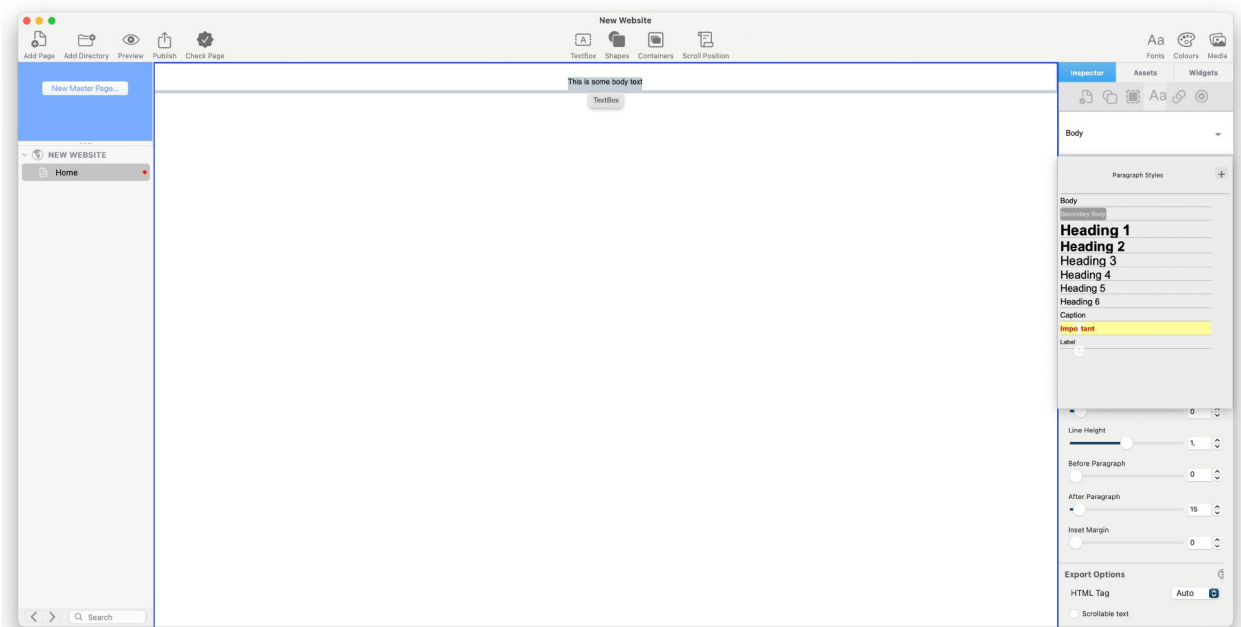 New Website
Add Page Add Directory Preview Publish Check Page
TextBox Shapes Containers Scroll Position
Aa
Fonts Colours Media
New Master Page...
NEW WEBSITE
Home
Search
This is some body text
TextBox
Inspector Assets Widgets
Aa
Body
Paragraph Styles +
Body
Secondary Body
Heading 1
Heading 2
Heading 3
Heading 4
Heading 5
Heading 6
Caption
Impo tant
Label
0
Line Height
1,
Before Paragraph
0
After Paragraph
15
Inset Margin
0
Export Options
HTML Tag Auto
Scrollable text